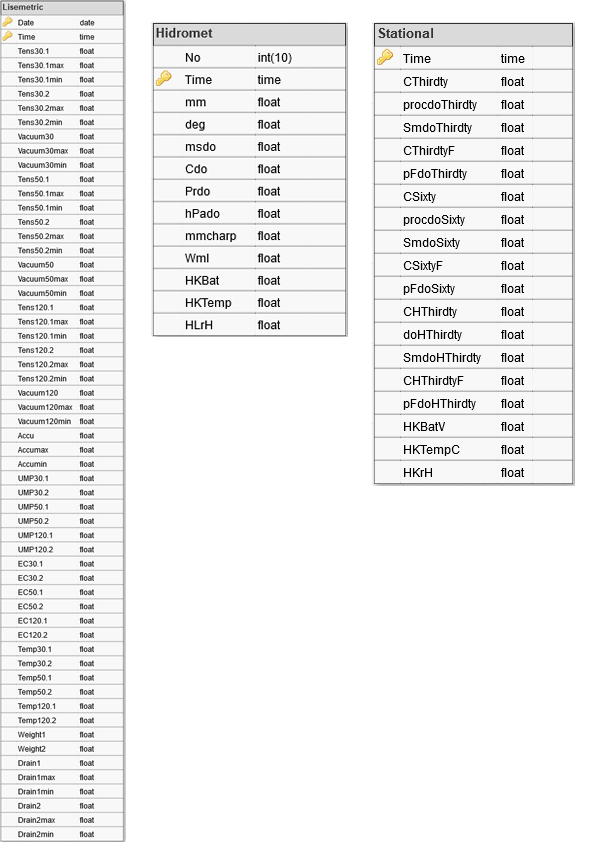 Lisemetric
Date date
Time time
Tens30.1 float
Tens30.1max float
Tens30.1min float
Tens30.2 float
Tens30.2max float
Tens30.2min float
Vacuum30 float
Vacuum30max float
Vacuum30min float
Tens50.1 float
Tens50.1max float
Tens50.1min float
Tens50.2 float
Tens50.2max float
Tens50.2min float
Vacuum50 float
Vacuum50max float
Vacuum50min float
Tens120.1 float
Tens120.1max float
Tens120.1min float
Tens120.2 float
Tens120.2max float
Tens120.2min float
Vacuum120 float
Vacuum120max float
Vacuum120min float
Accu float
Accumax float
Accumin float
UMP30.1 float
UMP30.2 float
UMP50.1 float
UMP50.2 float
UMP120.1 float
UMP120.2 float
EC30.1 float
EC30.2 float
EC50.1 float
EC50.2 float
EC120.1 float
EC120.2 float
Temp30.1 float
Temp30.2 float
Temp50.1 float
Temp50.2 float
Temp120.1 float
Temp120.2 float
Weight1 float
Weight2 float
Drain1 float
Drain1max float
Drain1min float
Drain2 float
Drain2max float
Drain2min float
Hidromet
No int(10)
Time time
mm float
deg float
msdo float
Cdo float
Prdo float
hPado float
mmcharp float
Wml float
HKBat float
HKTemp float
HLrH float
Stational
Time time
CThirdty float
procdoThirdty float
SmdoThirdty float
CThirdtyF float
pFdoThirdty float
CSixty float
procdoSixty float
SmdoSixty float
CSixtyF float
pFdoSixty float
CHThirdty float
doHThirdty float
SmdoHThirdty float
CHThirdtyF float
pFdoHThirdty float
HKBatV float
HKTempC float
HKrH float